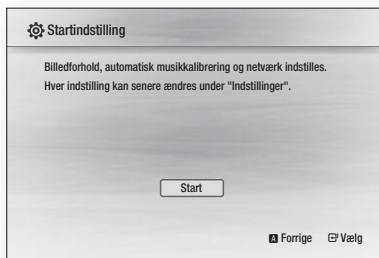 Startindstilling
Billedforhold, automatisk musikkalibrering og netværk indstilles.
Hver indstilling kan senere ændres under "Indstillinger".
Start
A Forrige Vælg